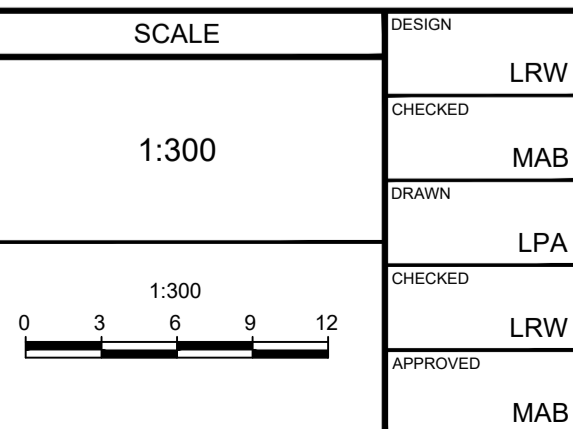 SCALE
1:300
1:300
0 3 6 9 12
DESIGN
LRW
CHECKED
MAB
DRAWN
LPA
CHECKED
LRW
APPROVED
MAB